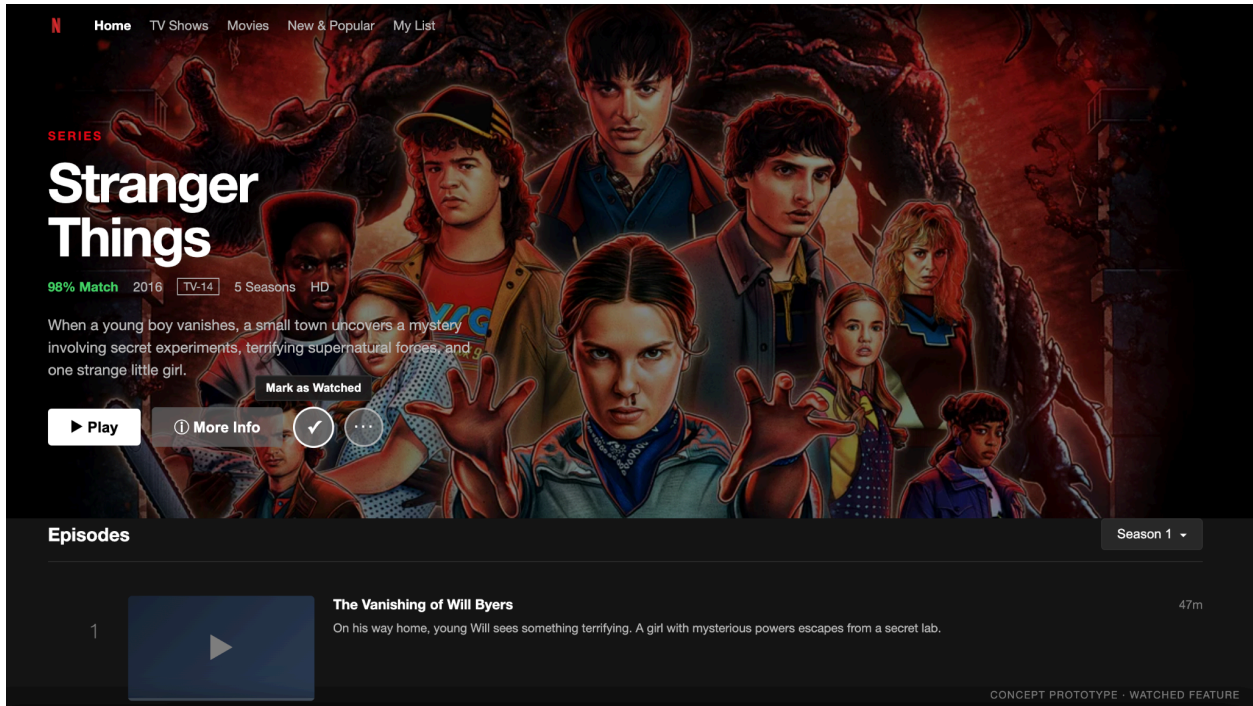 N
Home TV Shows Movies New & Popular My List
SERIES
Stranger
Things
98% Match 2016 TV-14 5 Seasons HD
When a young boy vanishes, a small town uncovers a mystery
involving secret experiments, terrifying supernatural forces, and
one strange little girl.
Mark as Watched
▶ Play ⓘ More Info ✓ ···
Episodes
Season 1
1
The Vanishing of Will Byers
47m
On his way home, young Will sees something terrifying. A girl with mysterious powers escapes from a secret lab.
CONCEPT PROTOTYPE · WATCHED FEATURE